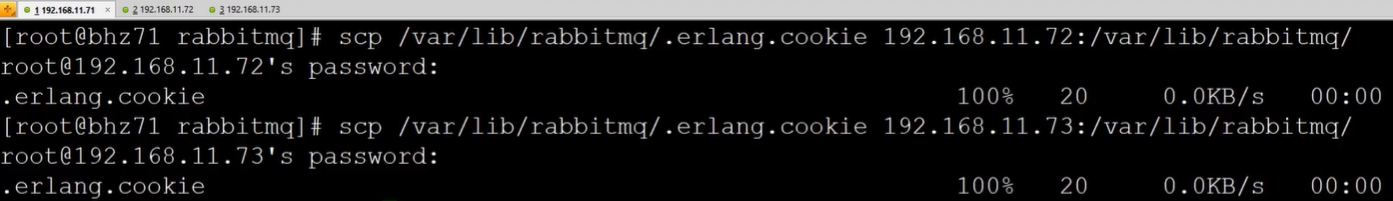 1 192.168.11.71 × 2 192.168.11.72 3 192.168.11.73
[root@bhz71 rabbitmq]# scp /var/lib/rabbitmq/.erlang.cookie 192.168.11.72:/var/lib/rabbitmq/
root@192.168.11.72's password:
.erlang.cookie 100% 20 0.0KB/s 00:00
[root@bhz71 rabbitmq]# scp /var/lib/rabbitmq/.erlang.cookie 192.168.11.73:/var/lib/rabbitmq/
root@192.168.11.73's password:
.erlang.cookie 100% 20 0.0KB/s 00:00